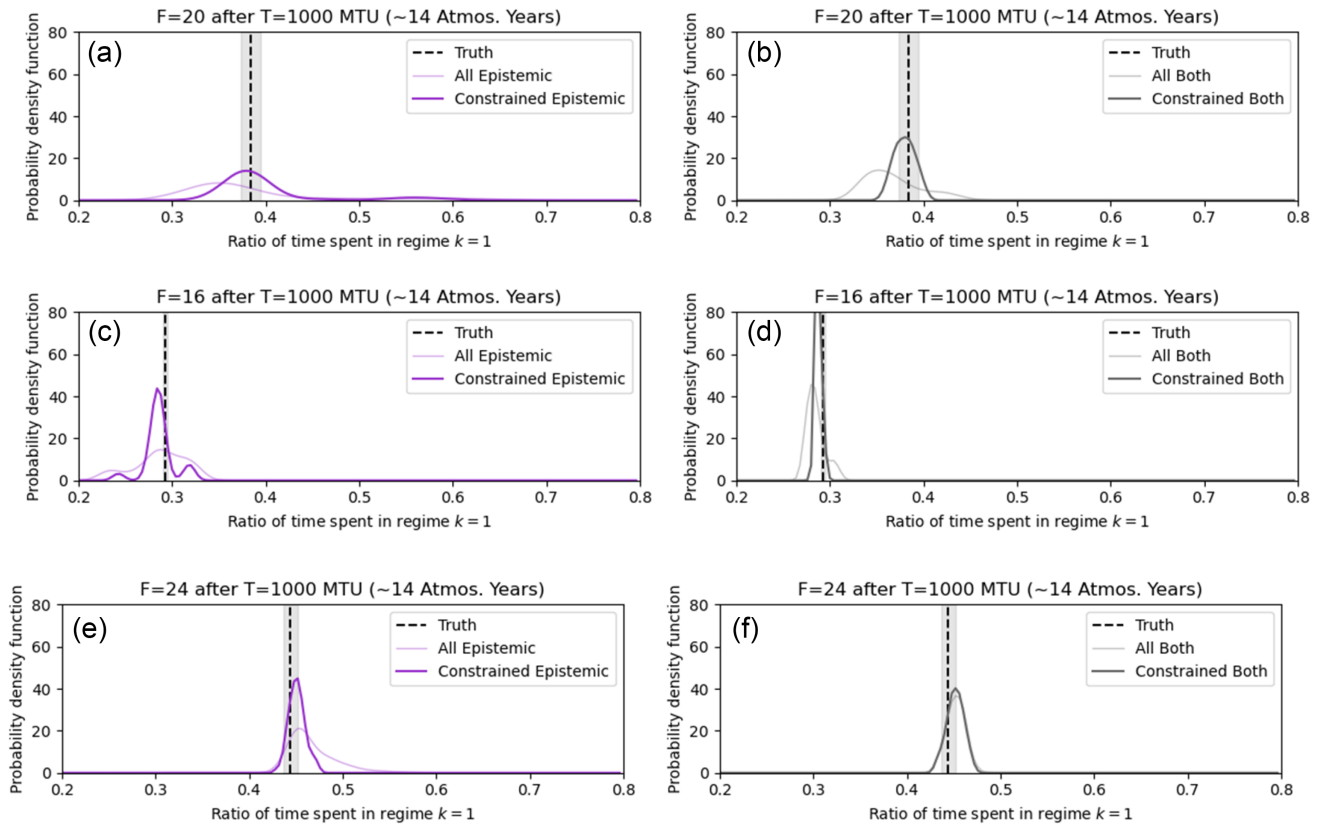 F=20 after T=1000 MTU (~14 Atmos. Years)
(a)
Probability density function
80
60
40
20
0
Truth
All Epistemic
Constrained Epistemic
0.2 0.3 0.4 0.5 0.6 0.7 0.8
Ratio of time spent in regime k = 1
F=20 after T=1000 MTU (~14 Atmos. Years)
(b)
Probability density function
80
60
40
20
0
Truth
All Both
Constrained Both
0.2 0.3 0.4 0.5 0.6 0.7 0.8
Ratio of time spent in regime k = 1
F=16 after T=1000 MTU (~14 Atmos. Years)
(c)
Probability density function
80
60
40
20
0
Truth
All Epistemic
Constrained Epistemic
0.2 0.3 0.4 0.5 0.6 0.7 0.8
Ratio of time spent in regime k = 1
F=16 after T=1000 MTU (~14 Atmos. Years)
(d)
Probability density function
80
60
40
20
0
Truth
All Both
Constrained Both
0.2 0.3 0.4 0.5 0.6 0.7 0.8
Ratio of time spent in regime k = 1
F=24 after T=1000 MTU (~14 Atmos. Years)
(e)
Probability density function
80
60
40
20
0
Truth
All Epistemic
Constrained Epistemic
0.2 0.3 0.4 0.5 0.6 0.7 0.8
Ratio of time spent in regime k = 1
F=24 after T=1000 MTU (~14 Atmos. Years)
(f)
Probability density function
80
60
40
20
0
Truth
All Both
Constrained Both
0.2 0.3 0.4 0.5 0.6 0.7 0.8
Ratio of time spent in regime k = 1